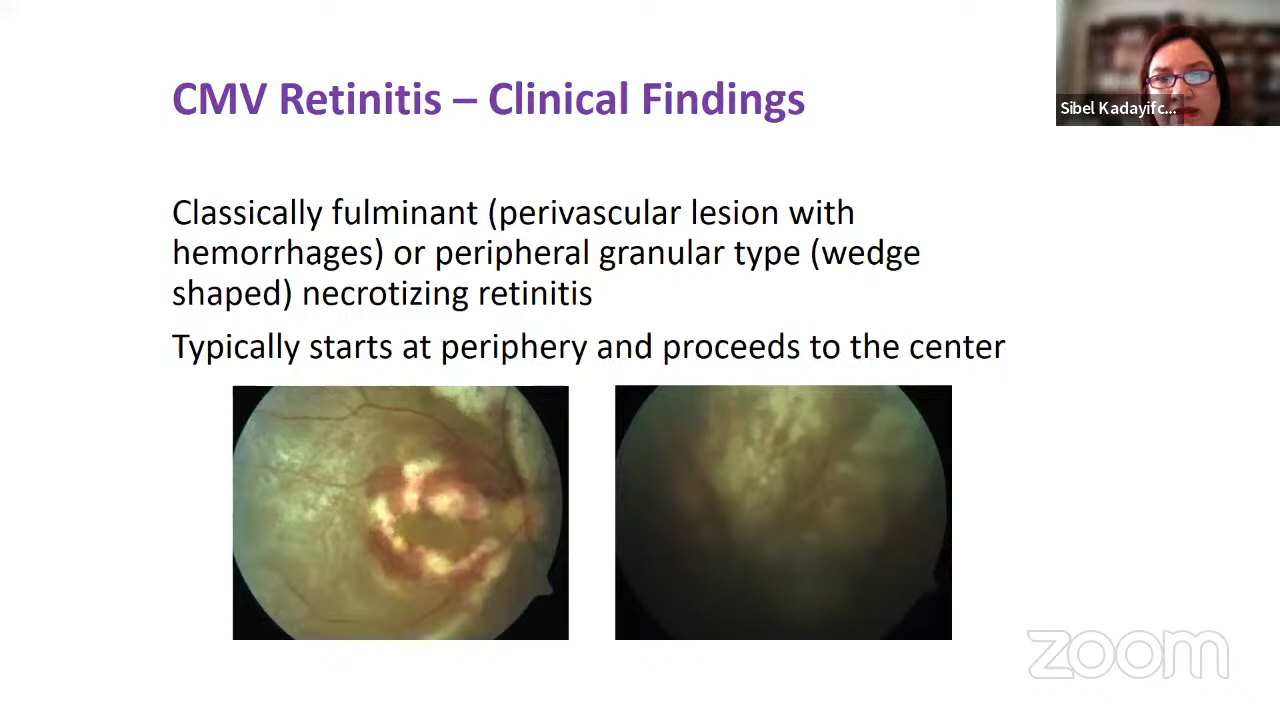 CMV Retinitis – Clinical Findings
Sibel Kadayifc...
Classically fulminant (perivascular lesion with
hemorrhages) or peripheral granular type (wedge
shaped) necrotizing retinitis
Typically starts at periphery and proceeds to the center
zoom